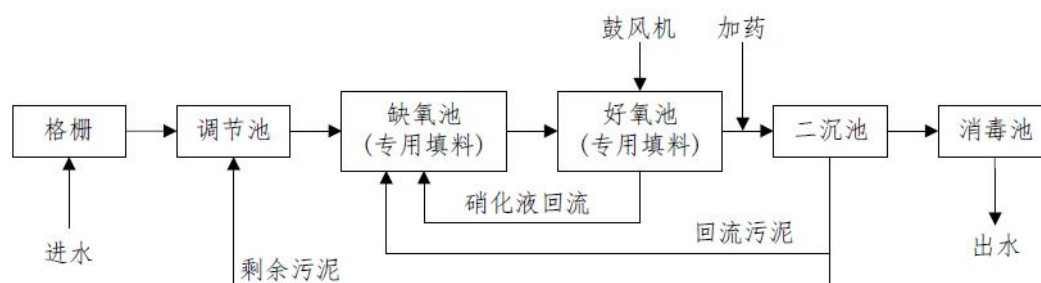 鼓风机
加药
格栅
调节池
缺氧池
(专用填料)
好氧池
(专用填料)
二沉池
消毒池
硝化液回流
回流污泥
进水
剩余污泥
出水